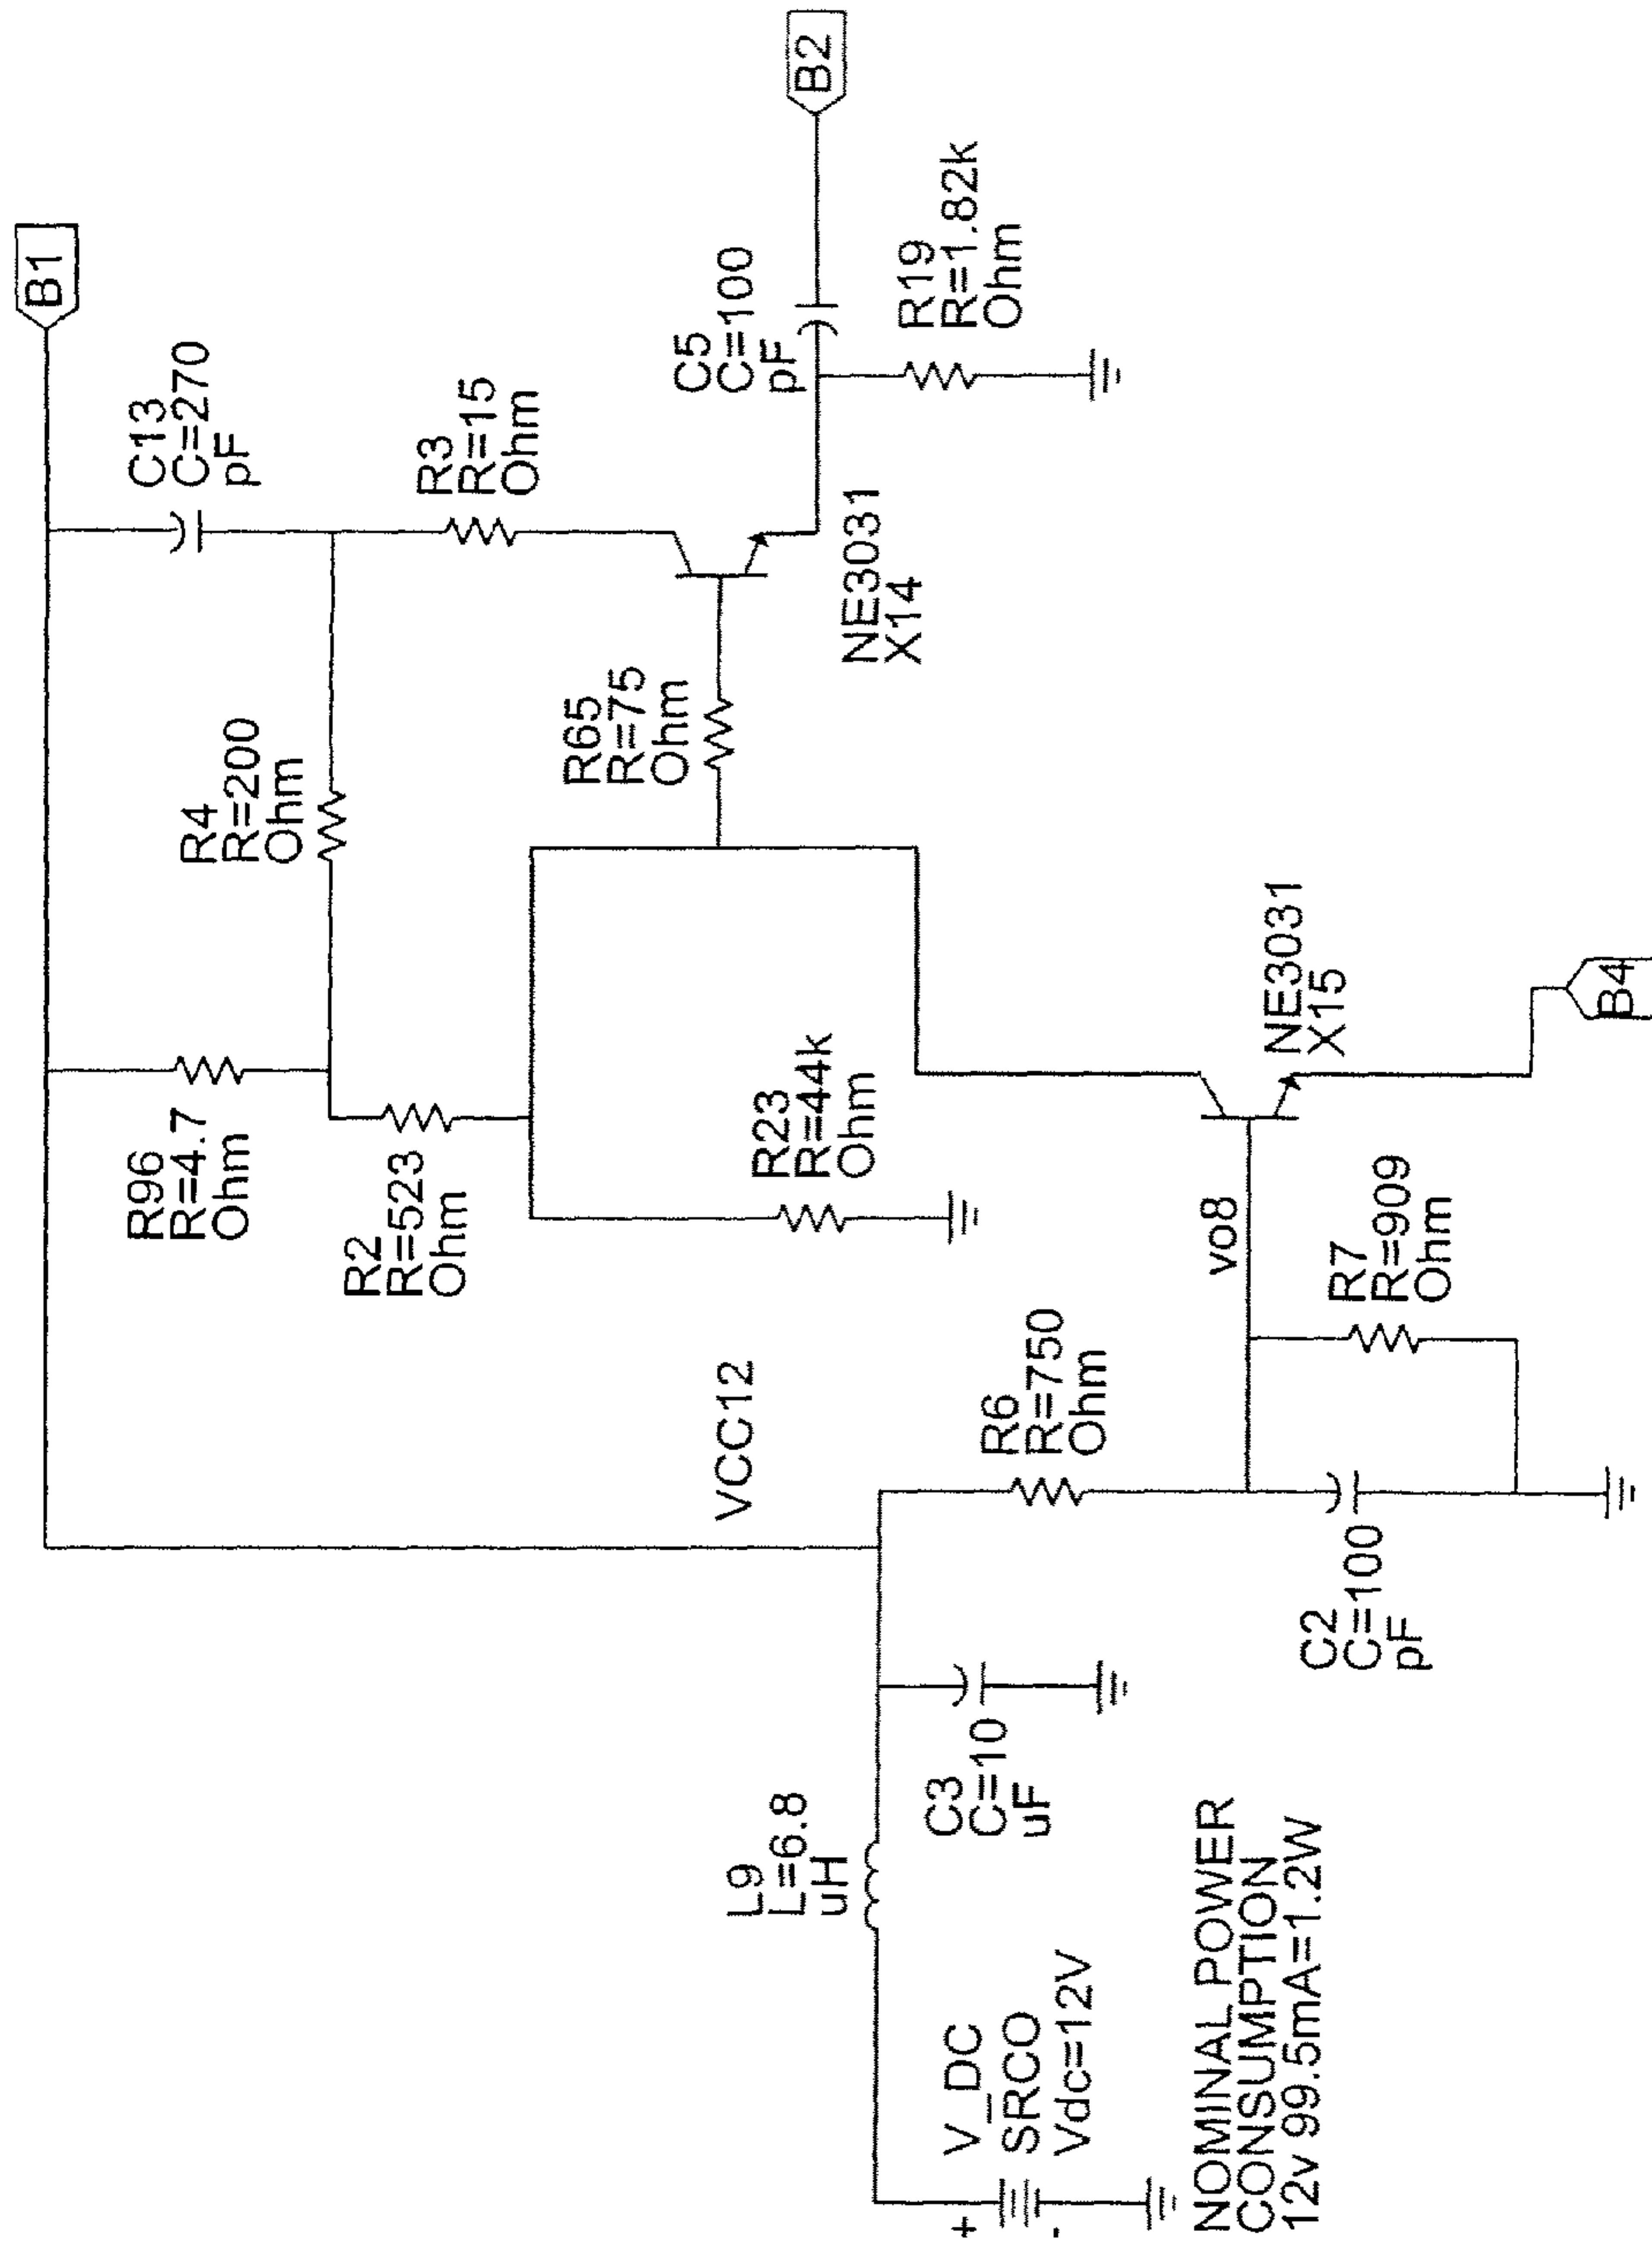 B1
B2
C13
C=270
pF
R3
R=15
Ohm
C5
C=100
pF
R19
R=1.82k
Ohm
NE3031
X14
R4
R=200
Ohm
R65
R=75
Ohm
R96
R=4.7
Ohm
R2
R=523
Ohm
R23
R=44k
Ohm
NE3031
X15
B4
vo8
R7
R=909
Ohm
VCC12
R6
R=750
Ohm
C2
C=100
pF
L9
L=6.8
uH
C3
C=10
uF
V_DC
SRCO
Vdc=12V
+
-
NOMINAL POWER
CONSUMPTION
12v 99.5mA=1.2W